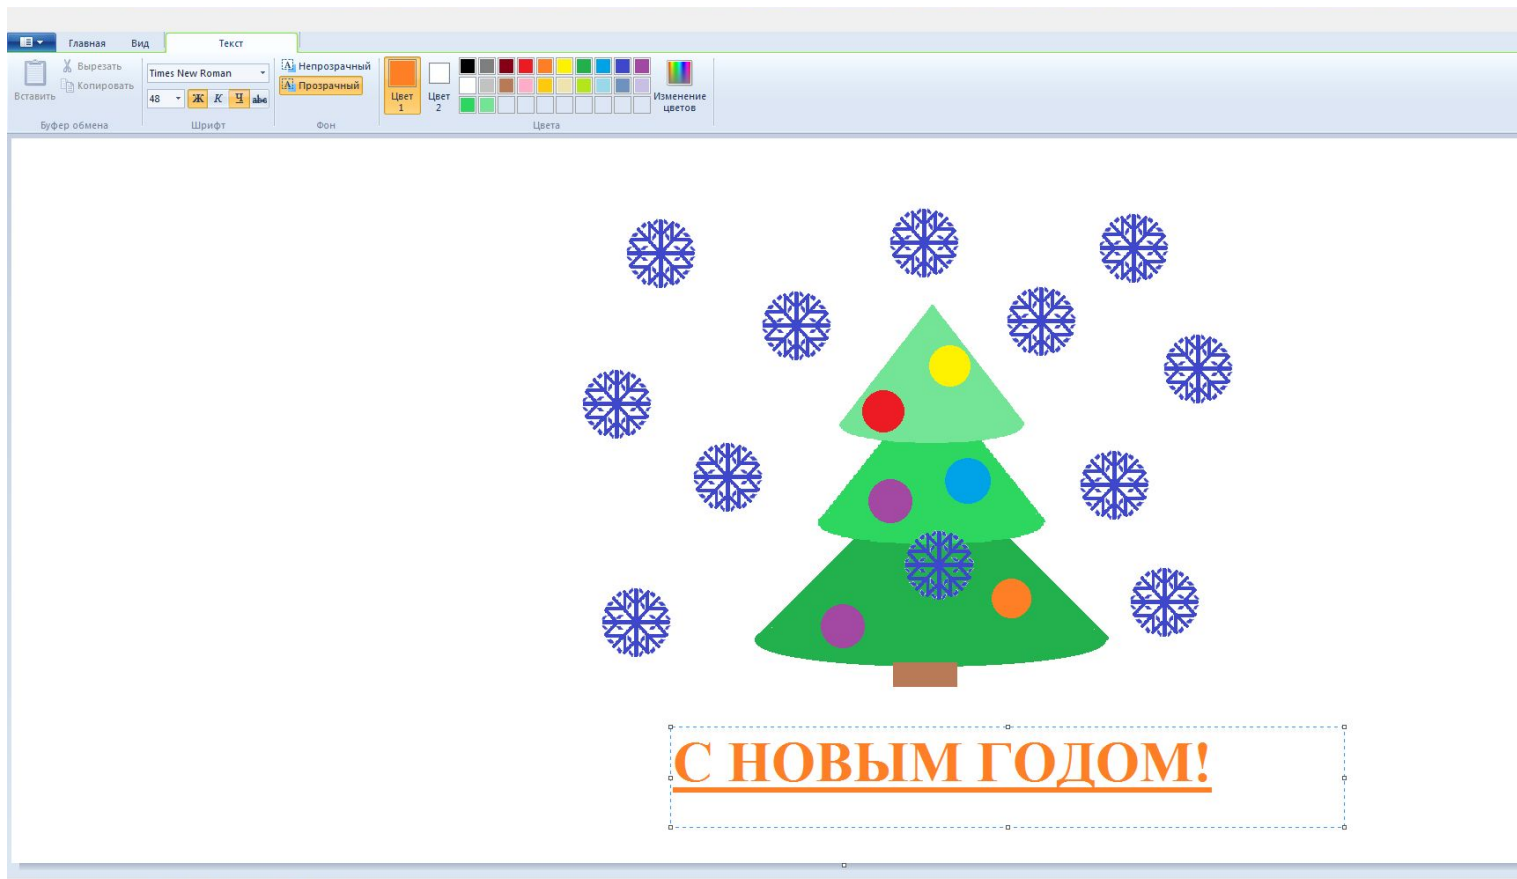 Главная Вид Текст
Вставить
Вырезать
Копировать
Буфер обмена
Times New Roman
48 Ж К Ч abc
Шрифт
Непрозрачный
Прозрачный
Фон
Цвет 1
Цвет 2
Изменение цветов
Цвета
С НОВЫМ ГОДОМ!